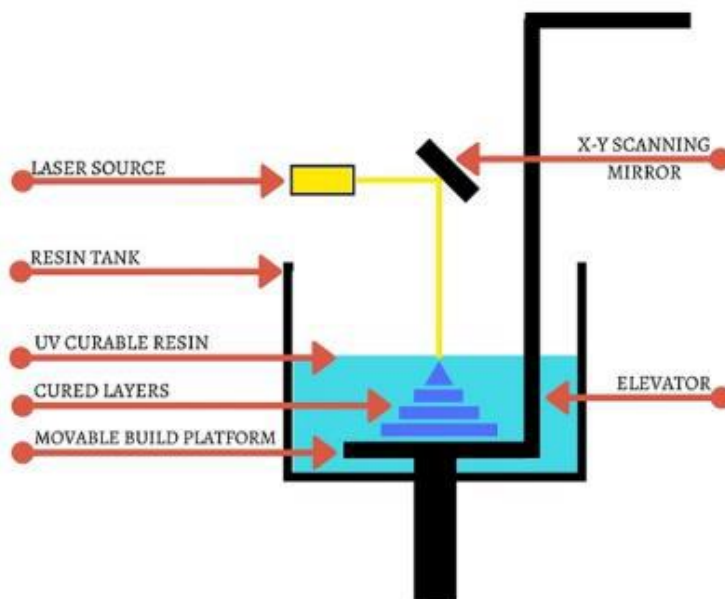 LASER SOURCE
X-Y SCANNING
MIRROR
RESIN TANK
UV CURABLE RESIN
CURED LAYERS
ELEVATOR
MOVABLE BUILD PLATFORM